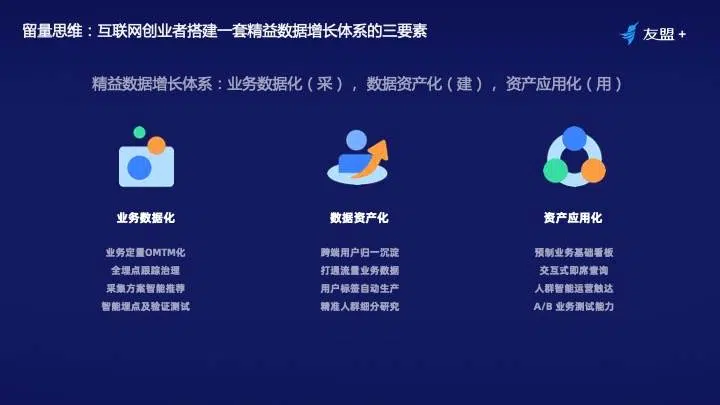 留量思维：互联网创业者搭建一套精益数据增长体系的三要素
友盟+
精益数据增长体系：业务数据化（采），数据资产化（建），资产应用化（用）
业务数据化
业务定量OMTM化
全埋点跟踪治理
采集方案智能推荐
智能埋点及验证测试
数据资产化
跨端用户归一沉淀
打通流量业务数据
用户标签自动生产
精准人群细分研究
资产应用化
预制业务基础看板
交互式即席查询
人群智能运营触达
A/B 业务测试能力